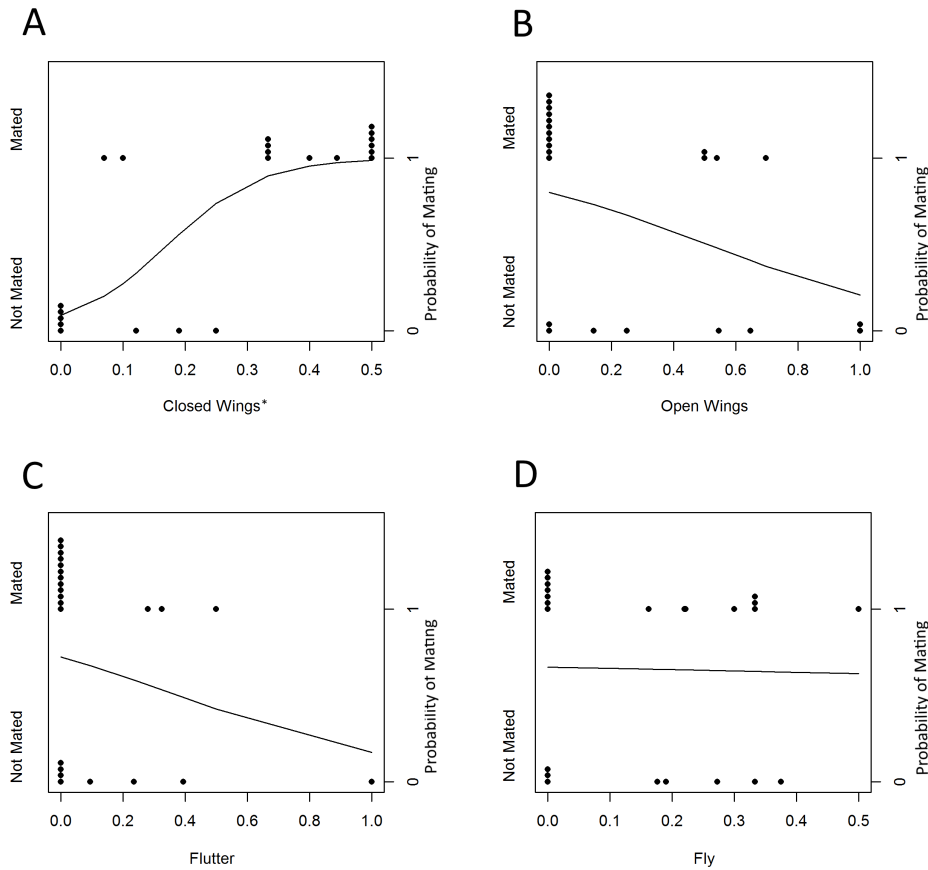 A
Mated
Not Mated
1
0
Probability of Mating
0.0 0.1 0.2 0.3 0.4 0.5
Closed Wings*
B
Mated
Not Mated
1
0
Probability of Mating
0.0 0.2 0.4 0.6 0.8 1.0
Open Wings
C
Mated
Not Mated
1
0
Probability of Mating
0.0 0.2 0.4 0.6 0.8 1.0
Flutter
D
Mated
Not Mated
1
0
Probability of Mating
0.0 0.1 0.2 0.3 0.4 0.5
Fly